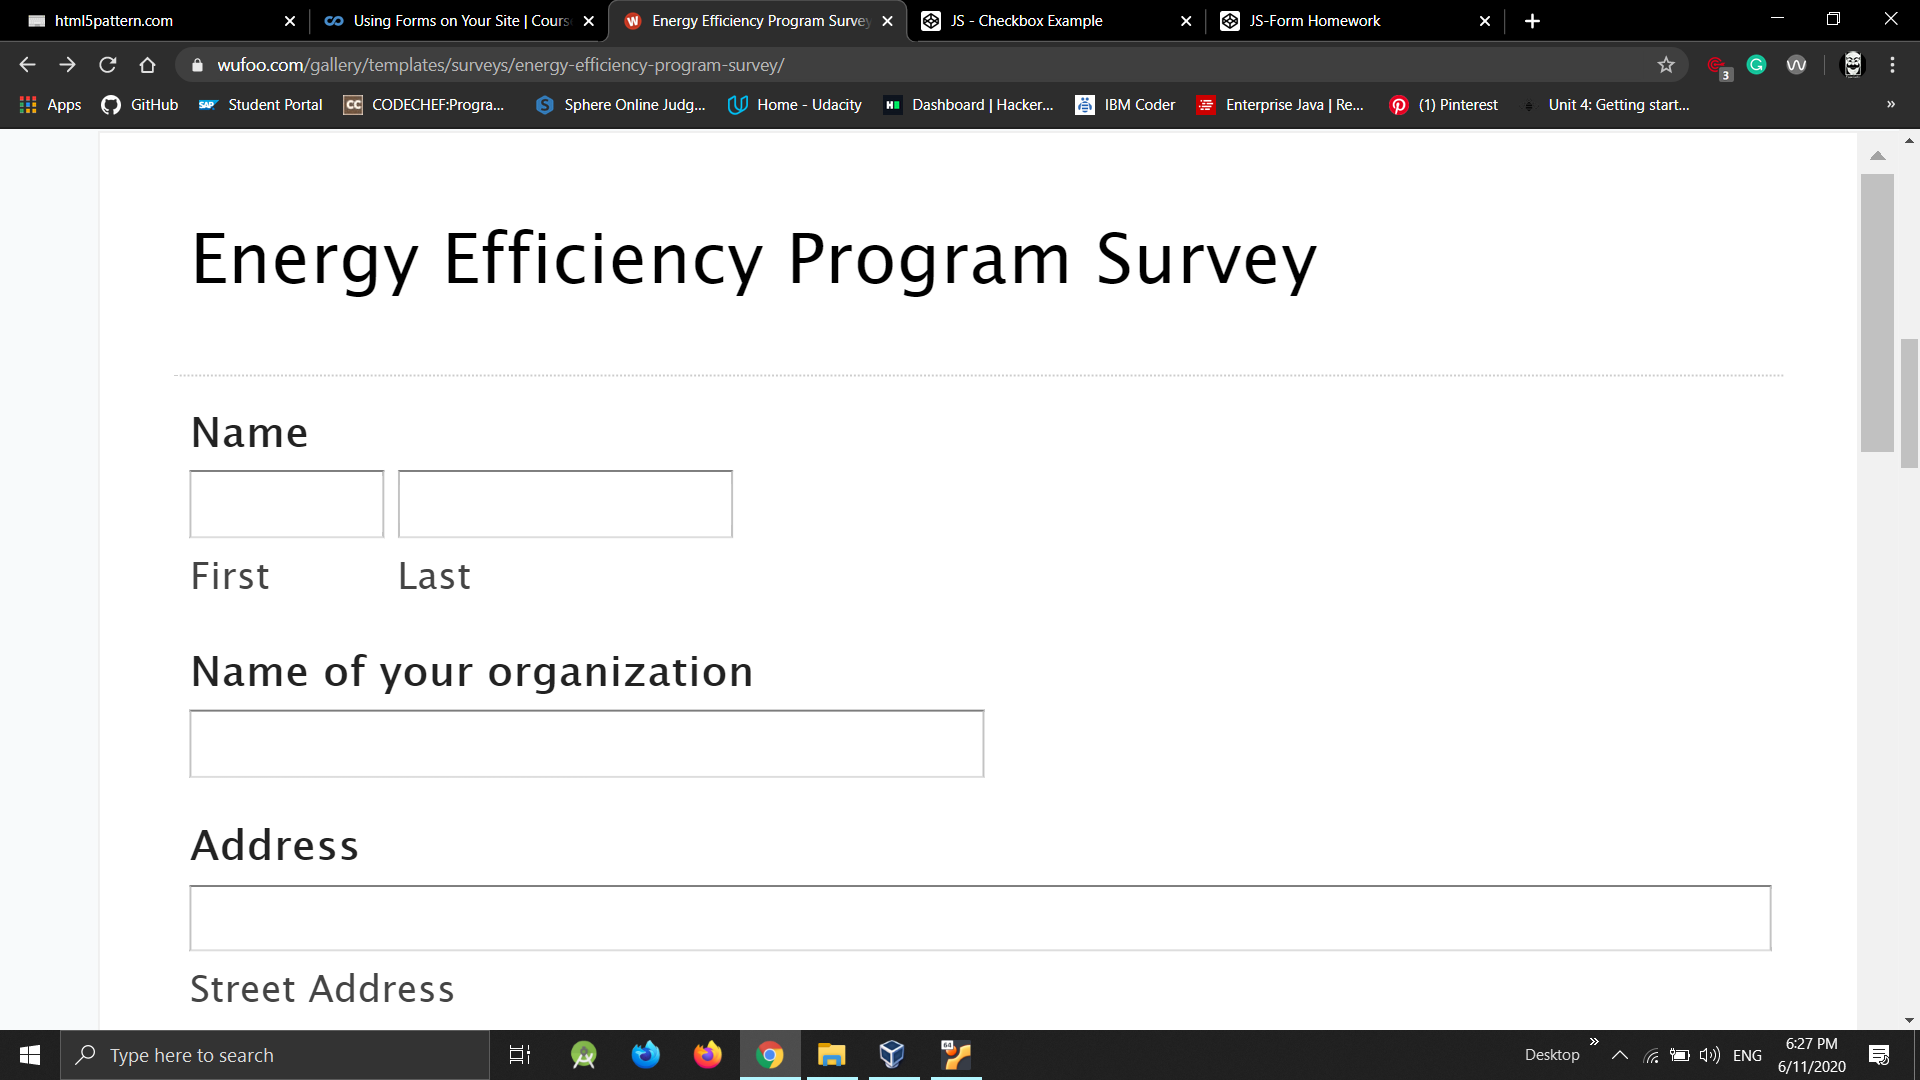 html5pattern.com
Using Forms on Your Site | Cours
Energy Efficiency Program Survey
JS - Checkbox Example
JS-Form Homework
wufoo.com/gallery/templates/surveys/energy-efficiency-program-survey/
3
Apps
GitHub
SAP
Student Portal
CC
CODECHEF:Progra...
Sphere Online Judg...
Home - Udacity
H
Dashboard | Hacker...
IBM Coder
Enterprise Java | Re...
(1) Pinterest
Unit 4: Getting start...
»
Energy Efficiency Program Survey
Name
First Last
Name of your organization
Address
Street Address
Type here to search
64
Desktop
»
ENG
6:27 PM
6/11/2020